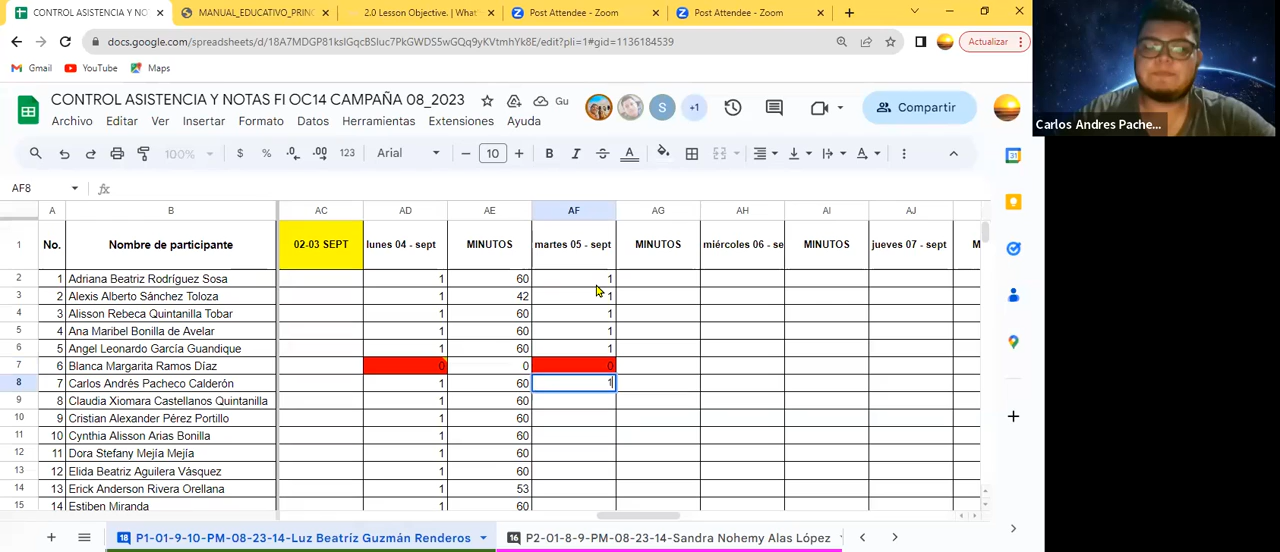 CONTROL ASISTENCIA Y NOTAS
MANUAL_EDUCATIVO_PRINC
2.0 Lesson Objective. | What'
Post Attendee - Zoom
Post Attendee - Zoom
docs.google.com/spreadsheets/d/18A7MDGP91kslGqcBSluc7PkGWDS5wGQq9yKVtmhYk8E/edit?pli=1#gid=1136184539
Actualizar
Gmail
YouTube
Maps
CONTROL ASISTENCIA Y NOTAS FI OC14 CAMPAÑA 08_2023
Gu
S
+1
Compartir
Archivo Editar Ver Insertar Formato Datos Herramientas Extensiones Ayuda
100% $ % .0 .00 123 Arial 10 B I
AF8
A B AC AD AE AF AG AH AI AJ
1 No. Nombre de participante 02-03 SEPT lunes 04 - sept MINUTOS martes 05 - sept MINUTOS miércoles 06 - se MINUTOS jueves 07 - sept M
2 1 Adriana Beatriz Rodríguez Sosa 1 60 1
3 2 Alexis Alberto Sánchez Toloza 1 42 1
4 3 Alisson Rebeca Quintanilla Tobar 1 60 1
5 4 Ana Maribel Bonilla de Avelar 1 60 1
6 5 Angel Leonardo García Guandique 1 60 1
7 6 Blanca Margarita Ramos Díaz 0 0 0
8 7 Carlos Andrés Pacheco Calderón 1 60 1
9 8 Claudia Xiomara Castellanos Quintanilla 1 60
10 9 Cristian Alexander Pérez Portillo 1 60
11 10 Cynthia Alisson Arias Bonilla 1 60
12 11 Dora Stefany Mejía Mejía 1 60
13 12 Elida Beatriz Aguilera Vásquez 1 60
14 13 Erick Anderson Rivera Orellana 1 53
15 14 Estiben Miranda 1 60
18 P1-01-9-10-PM-08-23-14-Luz Beatríz Guzmán Renderos
16 P2-01-8-9-PM-08-23-14-Sandra Nohemy Alas López
Carlos Andres Pache...